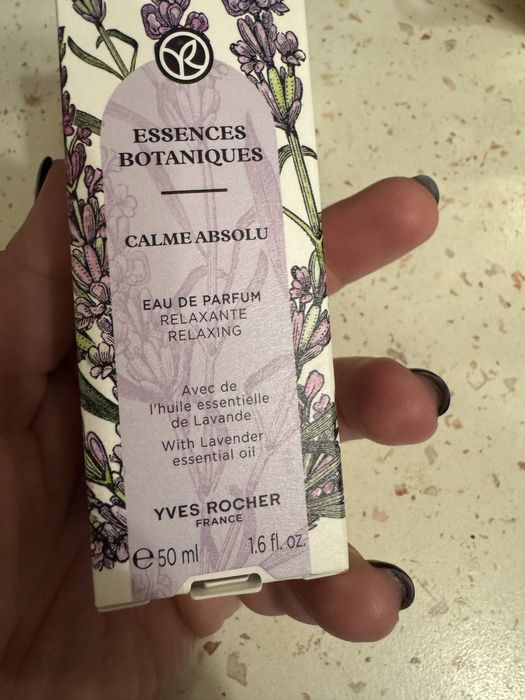 ESSENCES
BOTANIQUES
CALME ABSOLU
EAU DE PARFUM
RELAXANTE
RELAXING
Avec de
l'huile essentielle
de Lavande
With Lavender
essential oil
YVES ROCHER
FRANCE
℮ 50 ml 1.6 fl. oz.